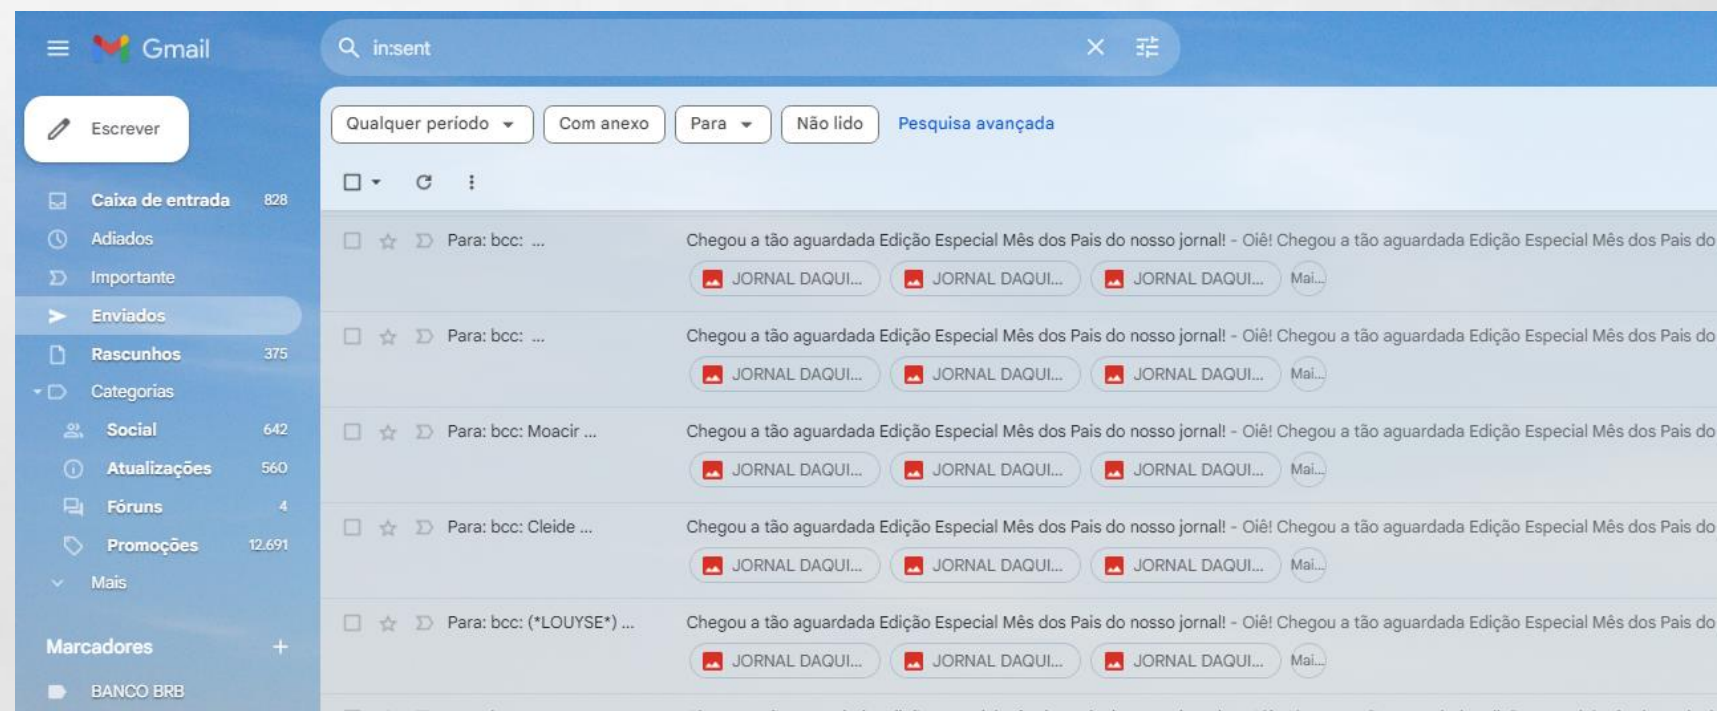 Gmail
in:sent
Escrever
Qualquer período
Com anexo
Para
Não lido
Pesquisa avançada
Caixa de entrada 828
Adiados
Importante
Enviados
Rascunhos 375
Categorias
Social 642
Atualizações 560
Fóruns 4
Promoções 12.691
Mais
Marcadores +
BANCO BRB
Para: bcc: ... Chegou a tão aguardada Edição Especial Mês dos Pais do nosso jornal! - Oiê! Chegou a tão aguardada Edição Especial Mês dos Pais do
JORNAL DAQUI... JORNAL DAQUI... JORNAL DAQUI... Mai...
Para: bcc: ... Chegou a tão aguardada Edição Especial Mês dos Pais do nosso jornal! - Oiê! Chegou a tão aguardada Edição Especial Mês dos Pais do
JORNAL DAQUI... JORNAL DAQUI... JORNAL DAQUI... Mai...
Para: bcc: Moacir ... Chegou a tão aguardada Edição Especial Mês dos Pais do nosso jornal! - Oiê! Chegou a tão aguardada Edição Especial Mês dos Pais do
JORNAL DAQUI... JORNAL DAQUI... JORNAL DAQUI... Mai...
Para: bcc: Cleide ... Chegou a tão aguardada Edição Especial Mês dos Pais do nosso jornal! - Oiê! Chegou a tão aguardada Edição Especial Mês dos Pais do
JORNAL DAQUI... JORNAL DAQUI... JORNAL DAQUI... Mai...
Para: bcc: (*LOUYSE*) ... Chegou a tão aguardada Edição Especial Mês dos Pais do nosso jornal! - Oiê! Chegou a tão aguardada Edição Especial Mês dos Pais do
JORNAL DAQUI... JORNAL DAQUI... JORNAL DAQUI... Mai...